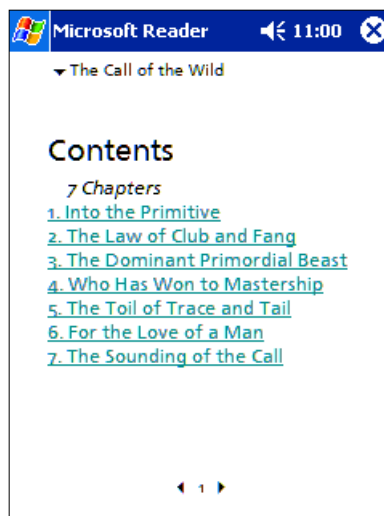 Microsoft Reader 11:00
The Call of the Wild
Contents
7 Chapters
1. Into the Primitive
2. The Law of Club and Fang
3. The Dominant Primordial Beast
4. Who Has Won to Mastership
5. The Toil of Trace and Tail
6. For the Love of a Man
7. The Sounding of the Call
1